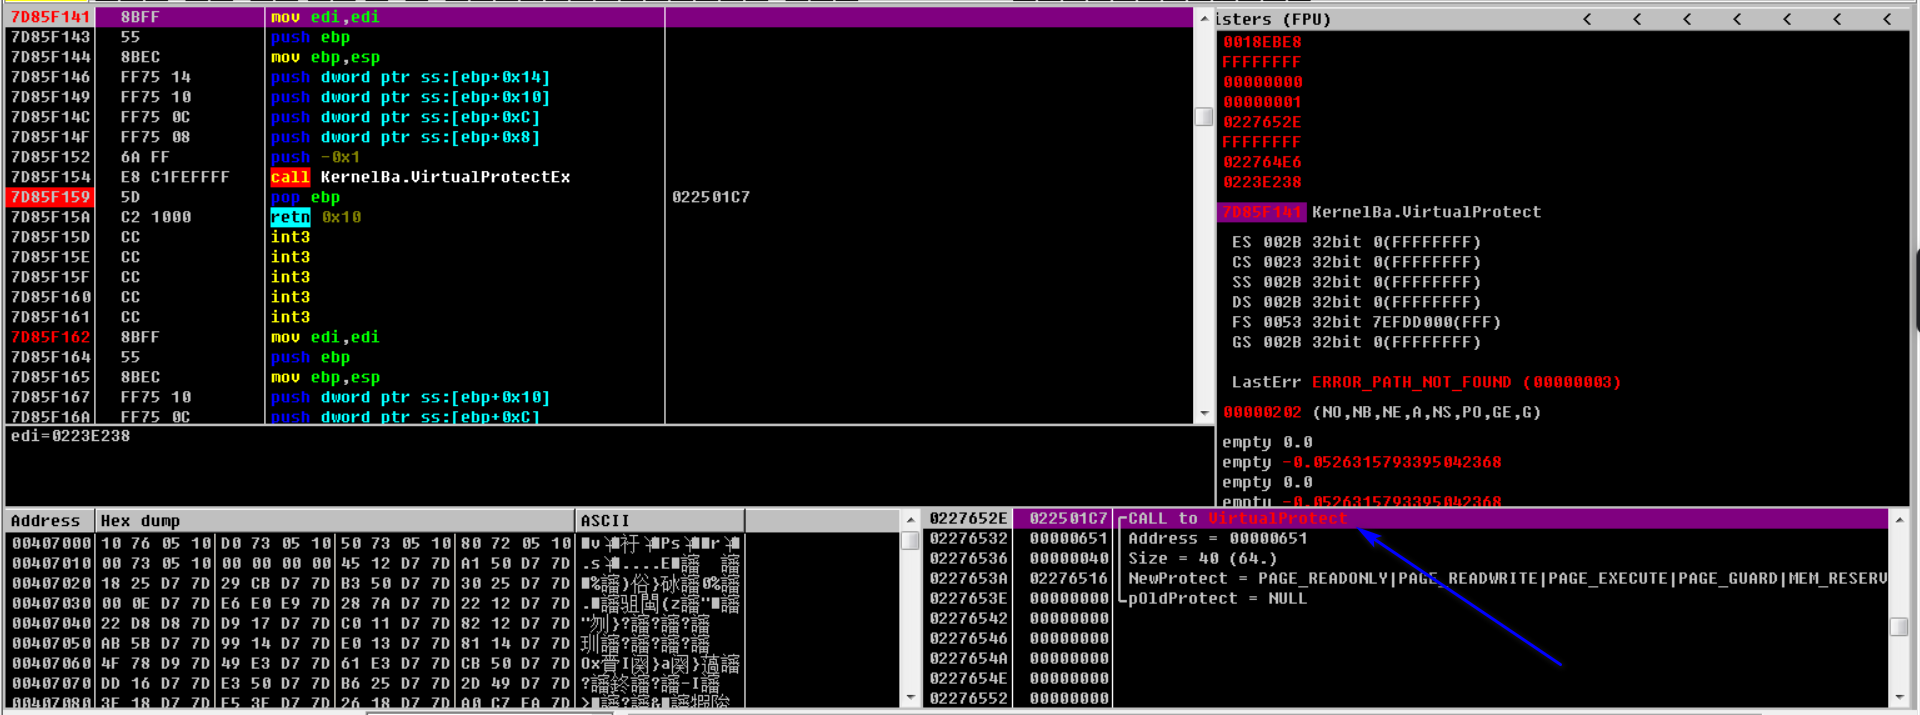 7D85F141 8BFF mov edi,edi
7D85F143 55 push ebp
7D85F144 8BEC mov ebp,esp
7D85F146 FF75 14 push dword ptr ss:[ebp+0x14]
7D85F149 FF75 10 push dword ptr ss:[ebp+0x10]
7D85F14C FF75 0C push dword ptr ss:[ebp+0xC]
7D85F14F FF75 08 push dword ptr ss:[ebp+0x8]
7D85F152 6A FF push -0x1
7D85F154 E8 C1FEFFFF call KernelBa.VirtualProtectEx
7D85F159 5D pop ebp 022501C7
7D85F15A C2 1000 retn 0x10
7D85F15D CC int3
7D85F15E CC int3
7D85F15F CC int3
7D85F160 CC int3
7D85F161 CC int3
7D85F162 8BFF mov edi,edi
7D85F164 55 push ebp
7D85F165 8BEC mov ebp,esp
7D85F167 FF75 10 push dword ptr ss:[ebp+0x10]
7D85F16A FF75 0C push dword ptr ss:[ebp+0xC]
edi=0223E238
isters (FPU) < < < < < < <
0018EBE8
FFFFFFFF
00000000
00000001
0227652E
FFFFFFFF
022764E6
0223E238
7D85F141 KernelBa.VirtualProtect
ES 002B 32bit 0(FFFFFFFF)
CS 0023 32bit 0(FFFFFFFF)
SS 002B 32bit 0(FFFFFFFF)
DS 002B 32bit 0(FFFFFFFF)
FS 0053 32bit 7EFDD000(FFF)
GS 002B 32bit 0(FFFFFFFF)
LastErr ERROR_PATH_NOT_FOUND (00000003)
00000202 (NO,NB,NE,A,NS,PO,GE,G)
empty 0.0
empty -0.0526315793395042368
empty 0.0
empty -0.0526315793395042368
Address Hex dump ASCII
00407000 10 76 05 10 D0 73 05 10 50 73 05 10 80 72 05 10
00407010 00 73 05 10 00 00 00 00 45 12 D7 7D A1 50 D7 7D
00407020 18 25 D7 7D 29 CB D7 7D B3 50 D7 7D 30 25 D7 7D
00407030 00 0E D7 7D E6 E0 E9 7D 28 7A D7 7D 22 12 D7 7D
00407040 22 D8 D8 7D D9 17 D7 7D C0 11 D7 7D 82 12 D7 7D
00407050 AB 5B D7 7D 99 14 D7 7D E0 13 D7 7D 81 14 D7 7D
00407060 4F 78 D9 7D 49 E3 D7 7D 61 E3 D7 7D CB 50 D7 7D
00407070 DD 16 D7 7D E3 50 D7 7D B6 25 D7 7D 2D 49 D7 7D
00407080 3E 18 D7 7D F5 3F D7 7D 26 18 D7 7D A0 C7 EA 7D
0227652E 022501C7 CALL to VirtualProtect
02276532 00000651 Address = 00000651
02276536 00000040 Size = 40 (64.)
0227653A 02276516 NewProtect = PAGE_READONLY|PAGE_READWRITE|PAGE_EXECUTE|PAGE_GUARD|MEM_RESERV
0227653E 00000000 pOldProtect = NULL
02276542 00000000
02276546 00000000
0227654A 00000000
0227654E 00000000
02276552 00000000